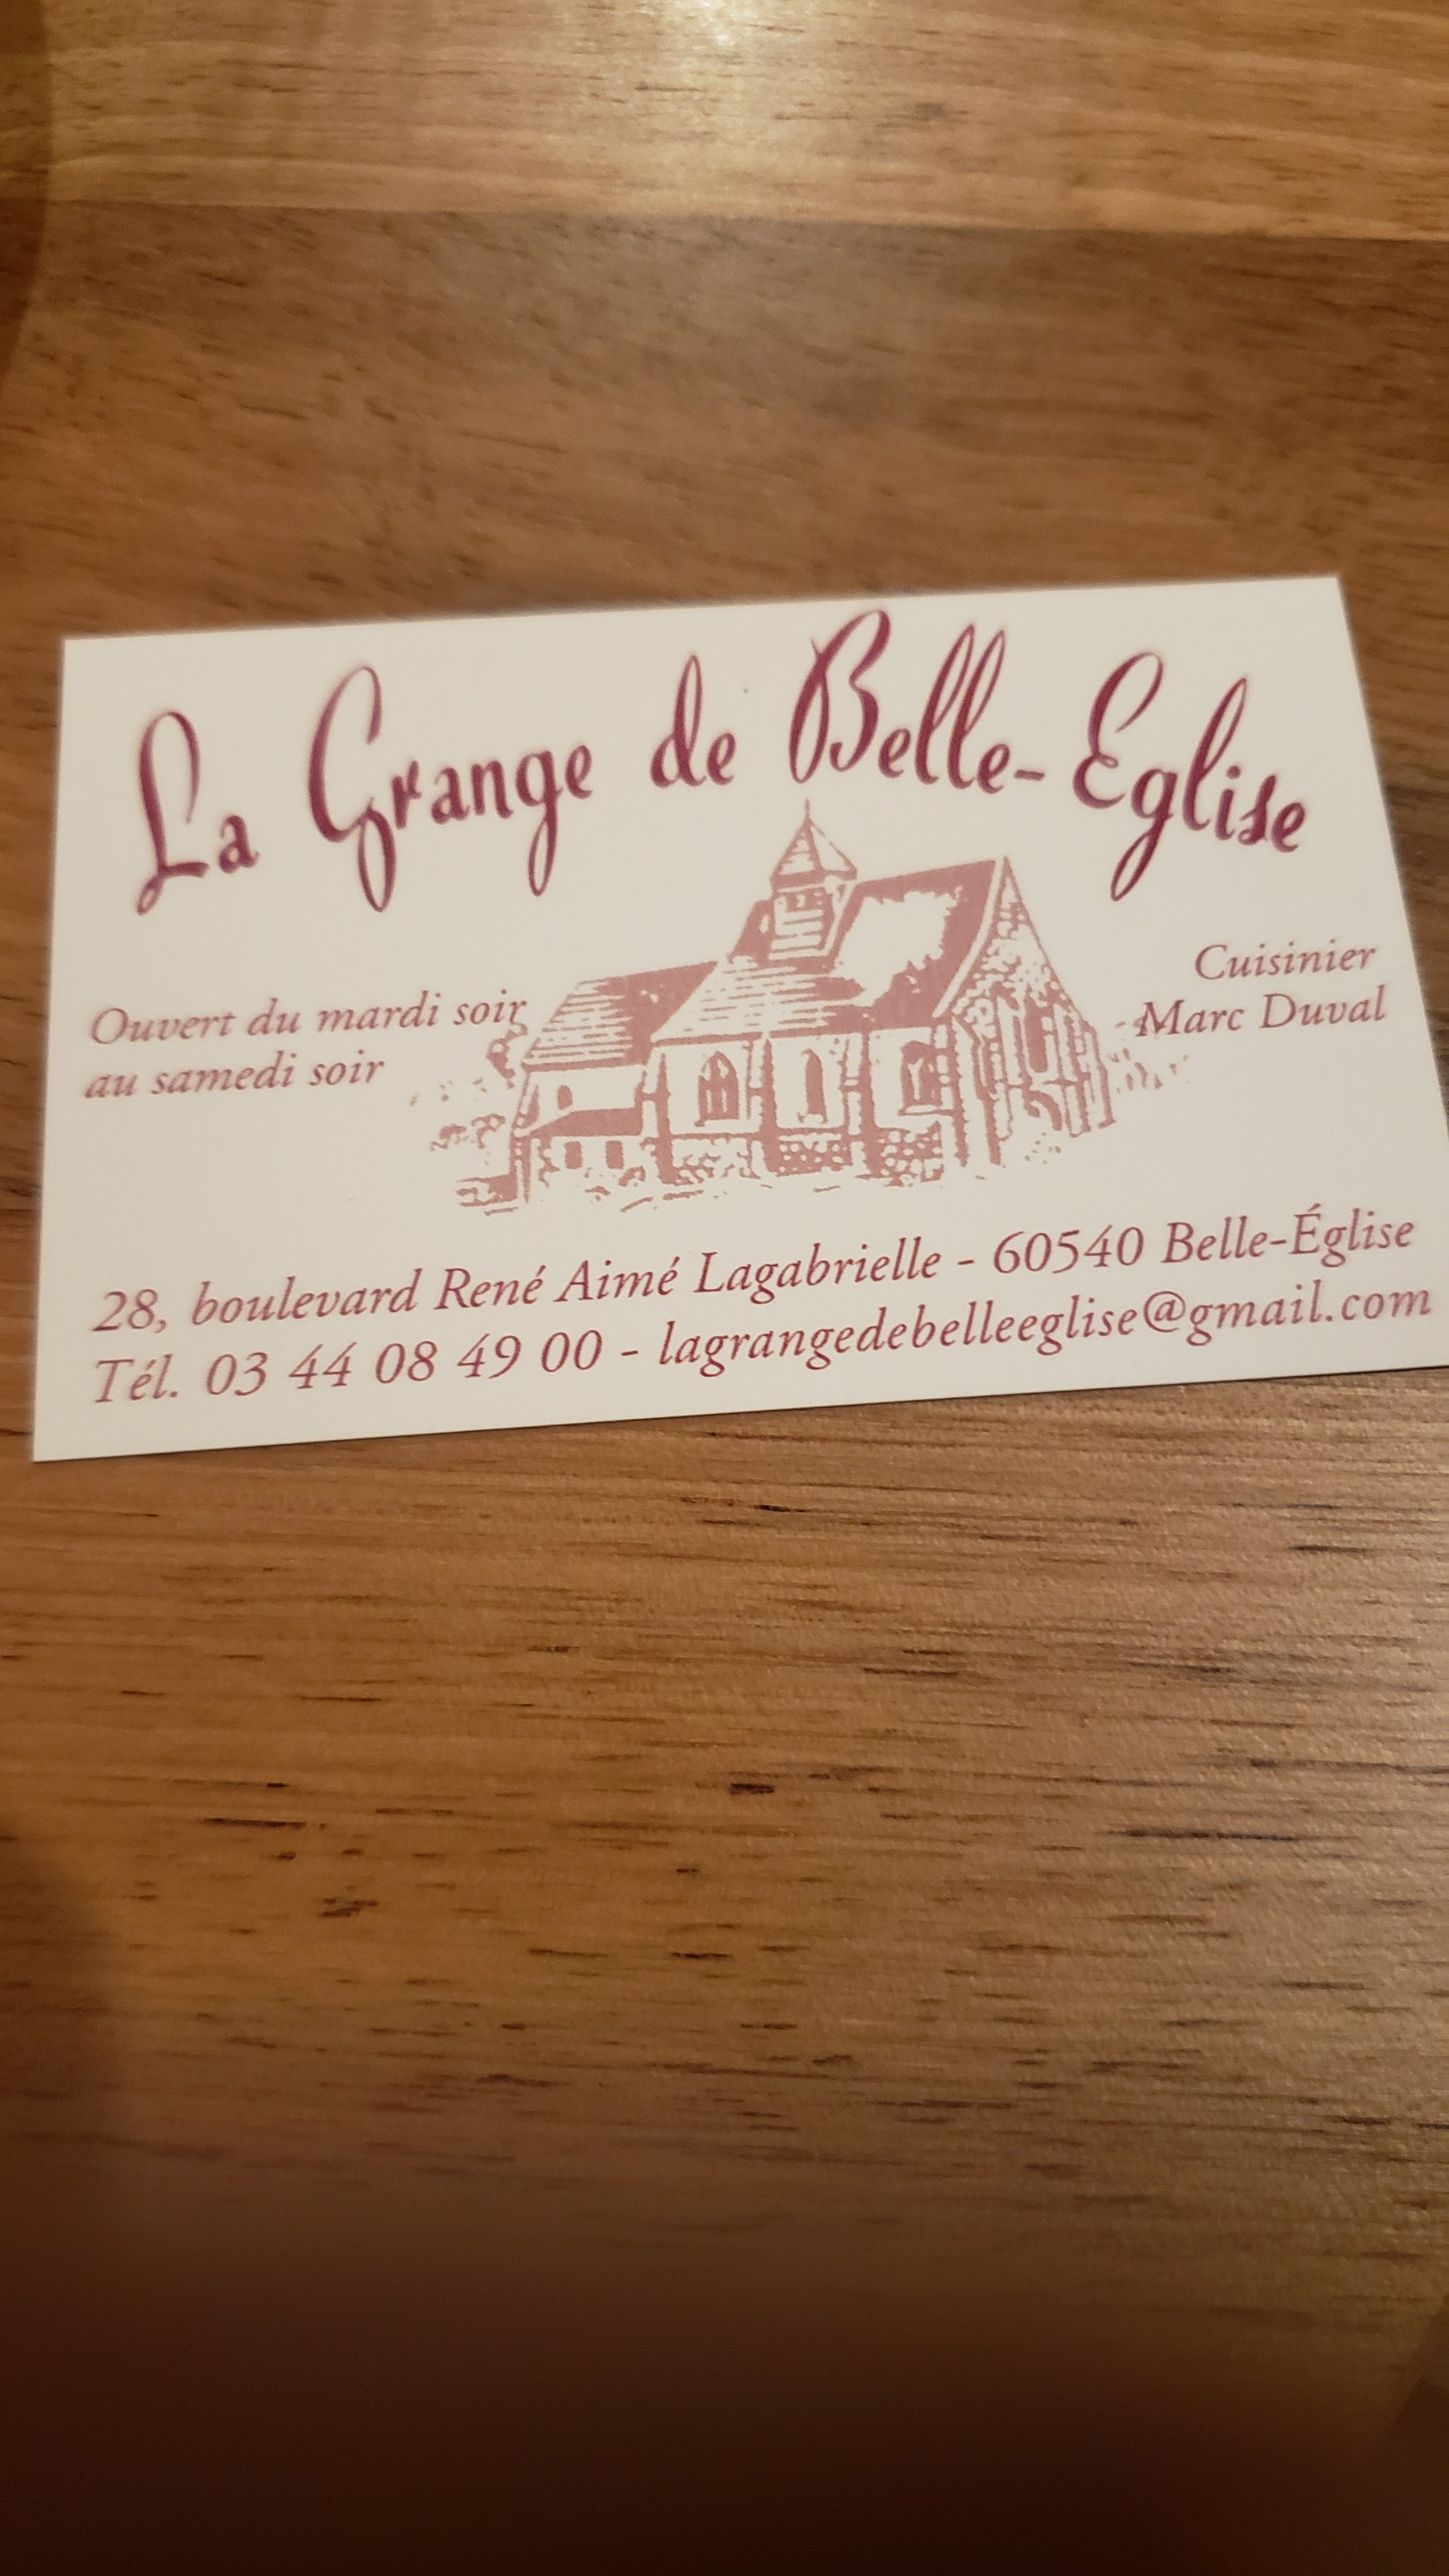 La Grange de Belle-Eglise
Ouvert du mardi soir
au samedi soir
Cuisinier
Marc Duval
28, boulevard René Aimé Lagabrielle - 60540 Belle-Église
Tél. 03 44 08 49 00 - lagrangedebelleeglise@gmail.com